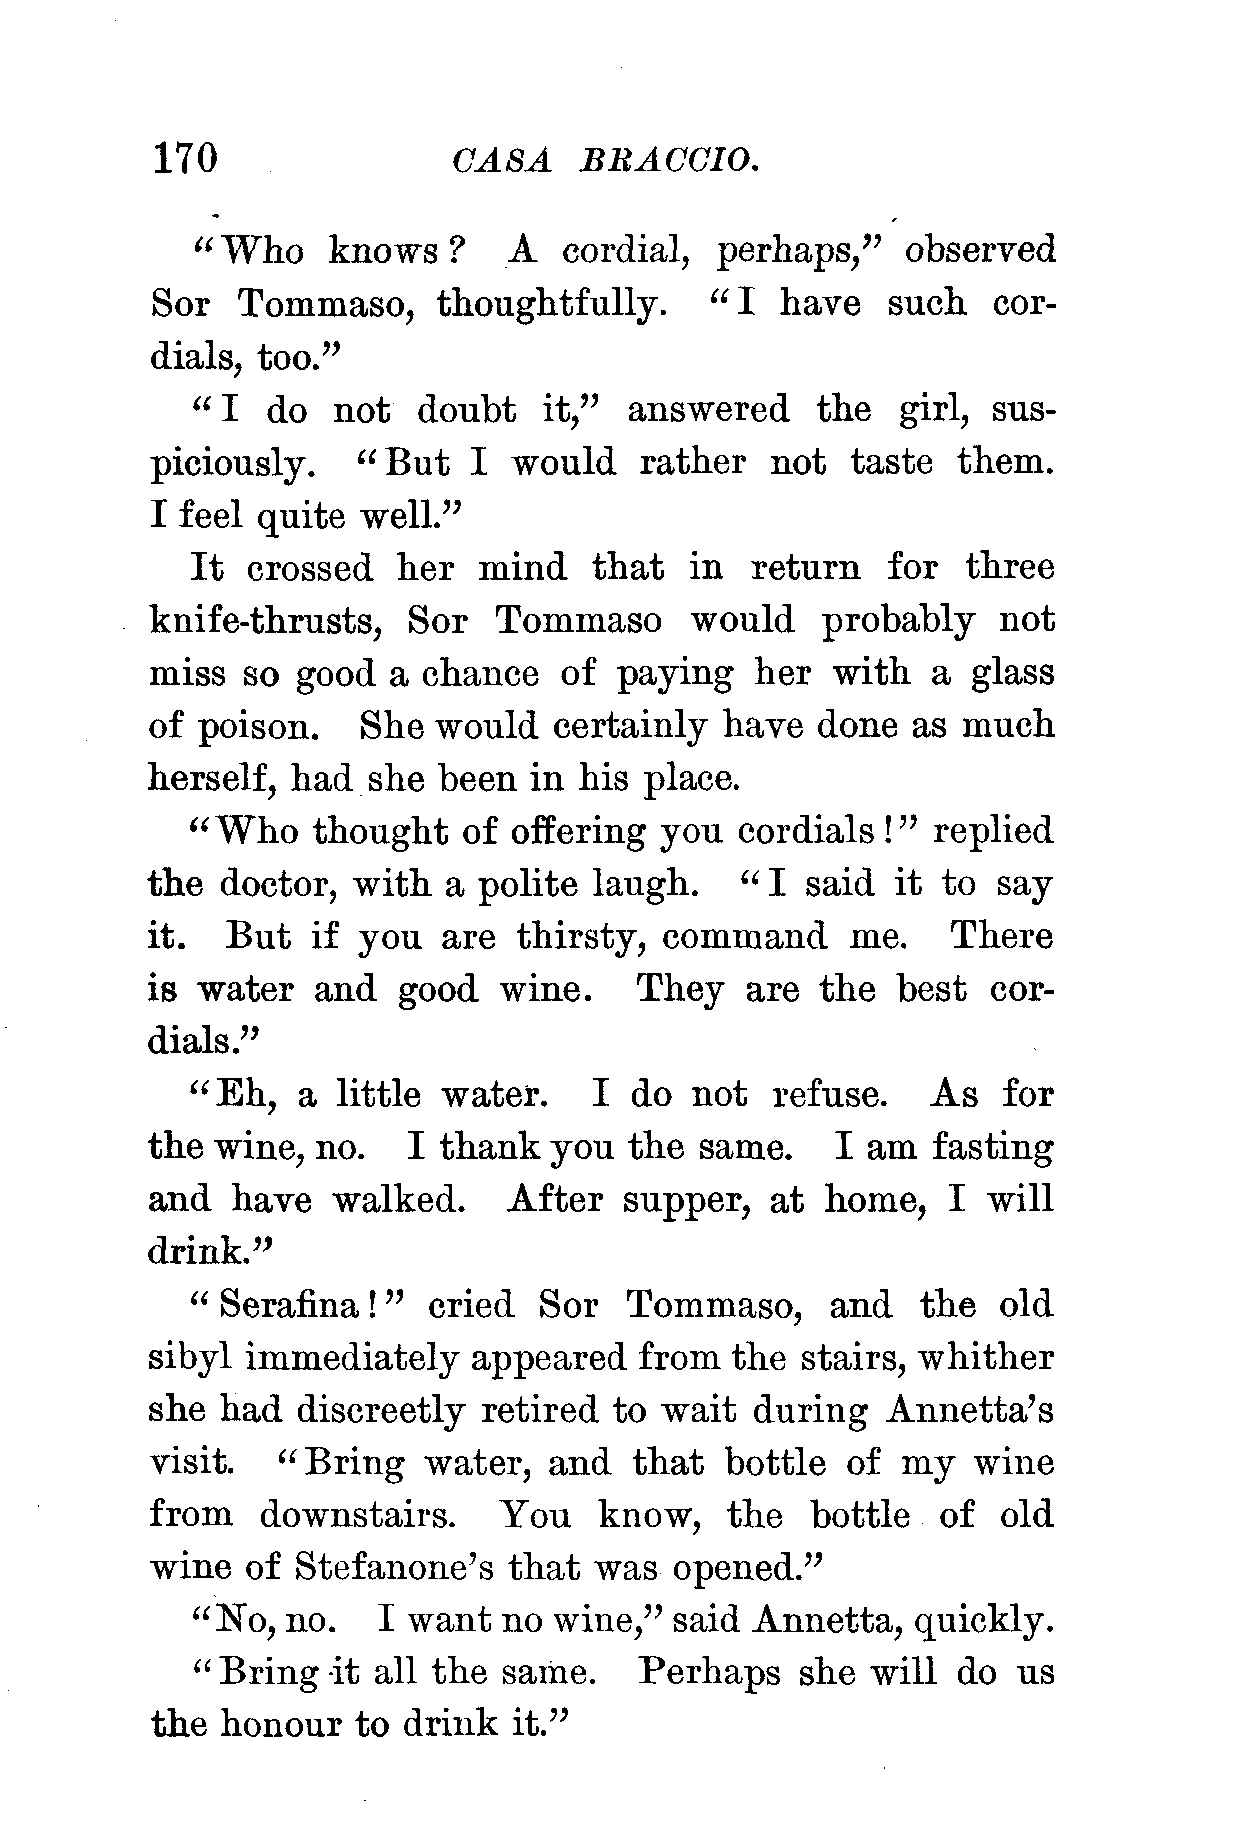 170 CASA BRACCIO.
“Who knows? A cordial, perhaps,” observed
Sor Tommaso, thoughtfully. “I have such cor-
dials, too.”
“I do not doubt it,” answered the girl, sus-
piciously. “But I would rather not taste them.
I feel quite well.”
It crossed her mind that in return for three
knife-thrusts, Sor Tommaso would probably not
miss so good a chance of paying her with a glass
of poison. She would certainly have done as much
herself, had she been in his place.
“Who thought of offering you cordials!” replied
the doctor, with a polite laugh. “I said it to say
it. But if you are thirsty, command me. There
is water and good wine. They are the best cor-
dials.”
“Eh, a little water. I do not refuse. As for
the wine, no. I thank you the same. I am fasting
and have walked. After supper, at home, I will
drink.”
“Serafina!” cried Sor Tommaso, and the old
sibyl immediately appeared from the stairs, whither
she had discreetly retired to wait during Annetta’s
visit. “Bring water, and that bottle of my wine
from downstairs. You know, the bottle of old
wine of Stefanone’s that was opened.”
“No, no. I want no wine,” said Annetta, quickly.
“Bring it all the same. Perhaps she will do us
the honour to drink it.”